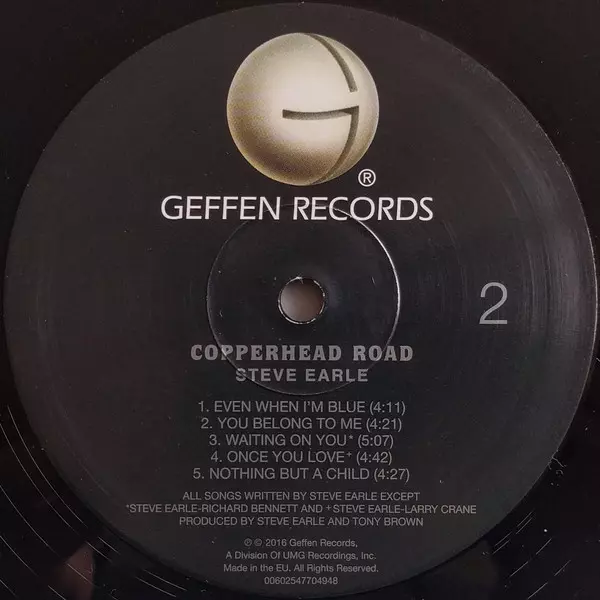 ®
GEFFEN RECORDS
2
COPPERHEAD ROAD
STEVE EARLE
1. EVEN WHEN I'M BLUE (4:11)
2. YOU BELONG TO ME (4:21)
3. WAITING ON YOU* (5:07)
4. ONCE YOU LOVE+ (4:42)
5. NOTHING BUT A CHILD (4:27)
ALL SONGS WRITTEN BY STEVE EARLE EXCEPT
*STEVE EARLE-RICHARD BENNETT AND +STEVE EARLE-LARRY CRANE
PRODUCED BY STEVE EARLE AND TONY BROWN
℗ © 2016 Geffen Records,
A Division Of UMG Recordings, Inc.
Made in the EU. All Rights Reserved.
00602547704948